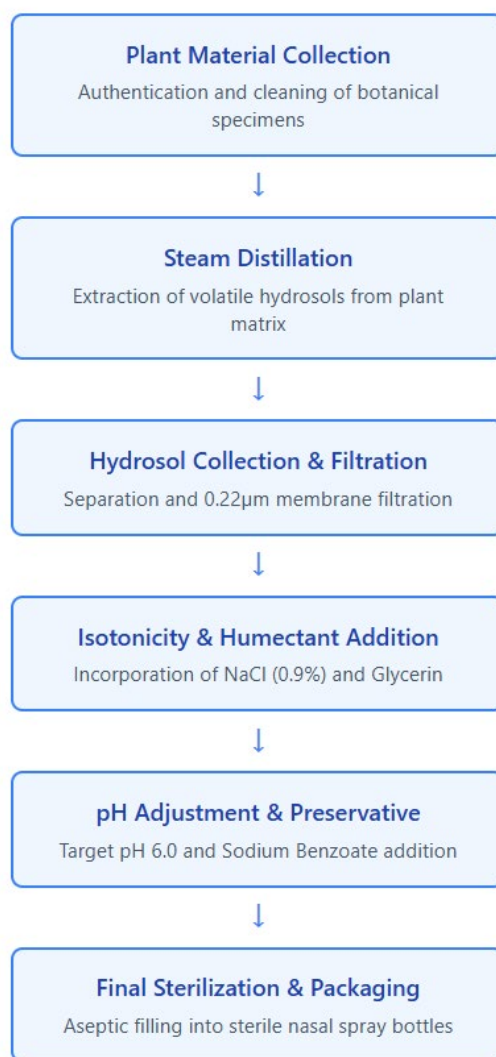 Plant Material Collection
Authentication and cleaning of botanical
specimens
↓
Steam Distillation
Extraction of volatile hydrosols from plant
matrix
↓
Hydrosol Collection & Filtration
Separation and 0.22μm membrane filtration
↓
Isotonicity & Humectant Addition
Incorporation of NaCl (0.9%) and Glycerin
↓
pH Adjustment & Preservative
Target pH 6.0 and Sodium Benzoate addition
↓
Final Sterilization & Packaging
Aseptic filling into sterile nasal spray bottles